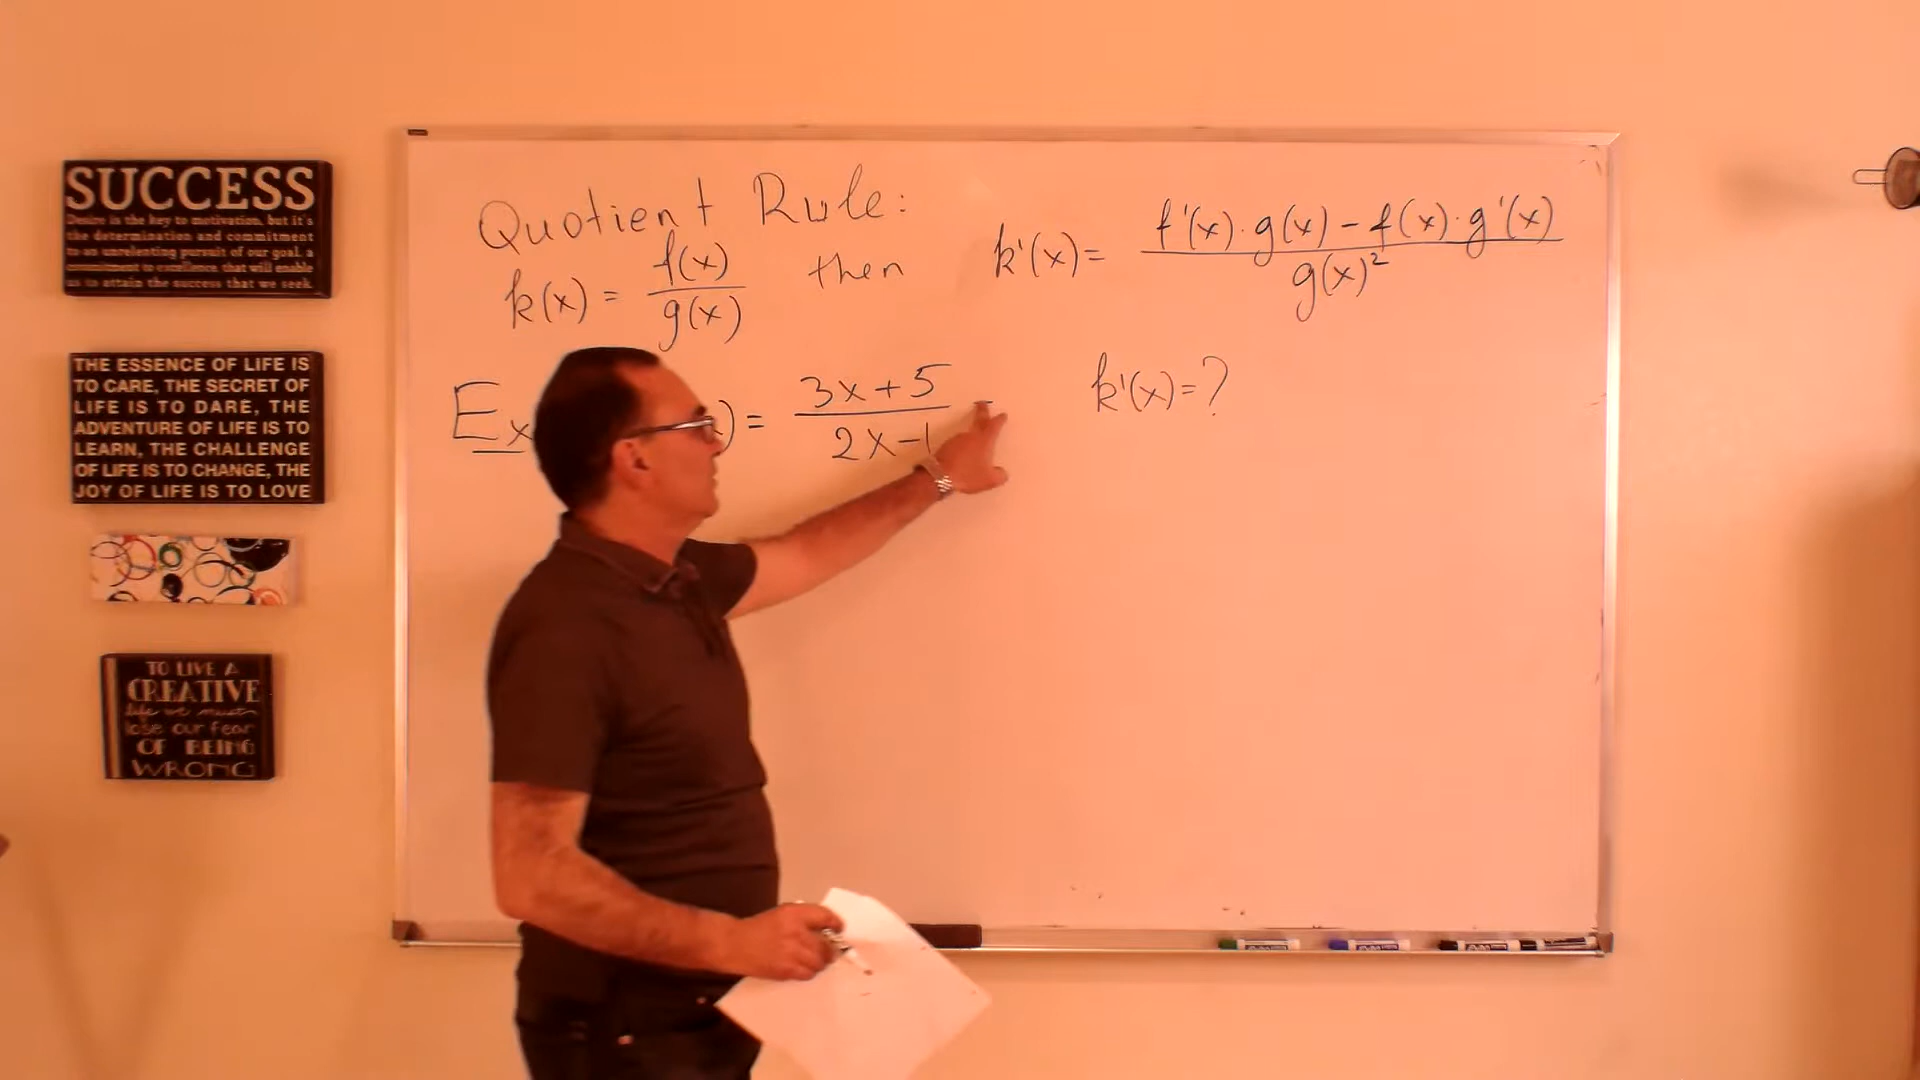 SUCCESS
Desire is the key to motivation, but it's
the determination and commitment
to an unrelenting pursuit of our goal, a
commitment to excellence that will enable
us to attain the success that we seek.
THE ESSENCE OF LIFE IS
TO CARE, THE SECRET OF
LIFE IS TO DARE, THE
ADVENTURE OF LIFE IS TO
LEARN, THE CHALLENGE
OF LIFE IS TO CHANGE, THE
JOY OF LIFE IS TO LOVE
TO LIVE A
CREATIVE
life we must
lose our fear
OF BEING
WRONG
Quotient Rule:
k(x) = f(x)/g(x) then k'(x) = (f'(x)·g(x) - f(x)·g'(x))/g(x)²
Ex ) = (3x+5)/(2x-1) k'(x)=?